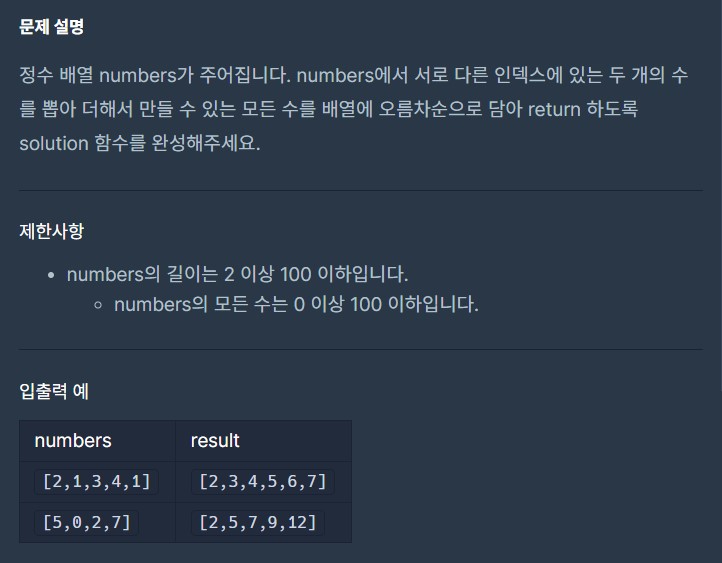 문제 설명
정수 배열 numbers가 주어집니다. numbers에서 서로 다른 인덱스에 있는 두 개의 수
를 뽑아 더해서 만들 수 있는 모든 수를 배열에 오름차순으로 담아 return 하도록
solution 함수를 완성해주세요.
제한사항
• numbers의 길이는 2 이상 100 이하입니다.
◦ numbers의 모든 수는 0 이상 100 이하입니다.
입출력 예
numbers result
[2,1,3,4,1] [2,3,4,5,6,7]
[5,0,2,7] [2,5,7,9,12]